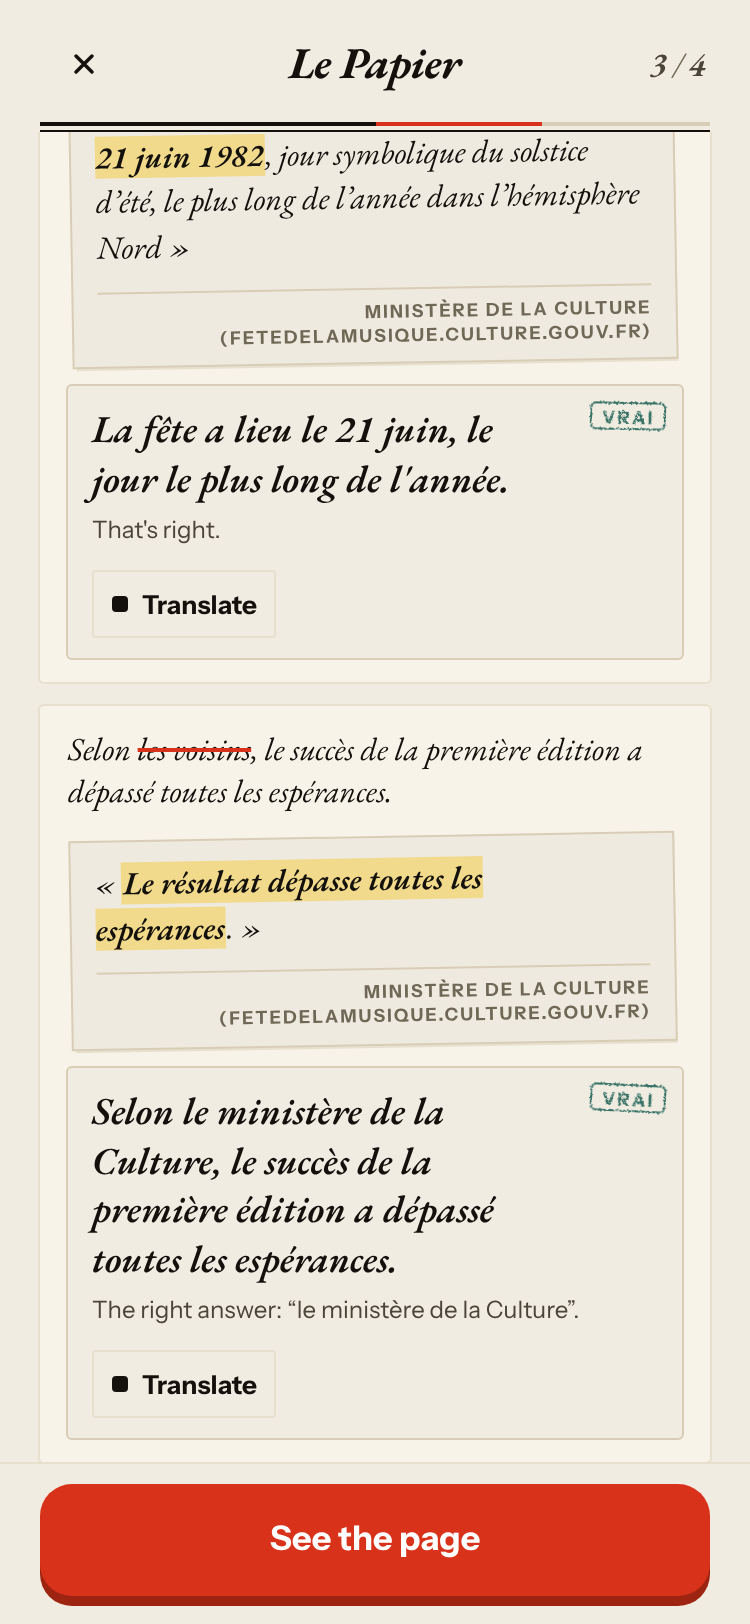 Le Papier
3 / 4
21 juin 1982, jour symbolique du solstice
d’été, le plus long de l’année dans l’hémisphère
Nord »
MINISTÈRE DE LA CULTURE
(FETEDELAMUSIQUE.CULTURE.GOUV.FR)
VRAI
La fête a lieu le 21 juin, le
jour le plus long de l'année.
That's right.
Translate
Selon les voisins, le succès de la première édition a
dépassé toutes les espérances.
« Le résultat dépasse toutes les
espérances. »
MINISTÈRE DE LA CULTURE
(FETEDELAMUSIQUE.CULTURE.GOUV.FR)
VRAI
Selon le ministère de la
Culture, le succès de la
première édition a dépassé
toutes les espérances.
The right answer: “le ministère de la Culture”.
Translate
See the page